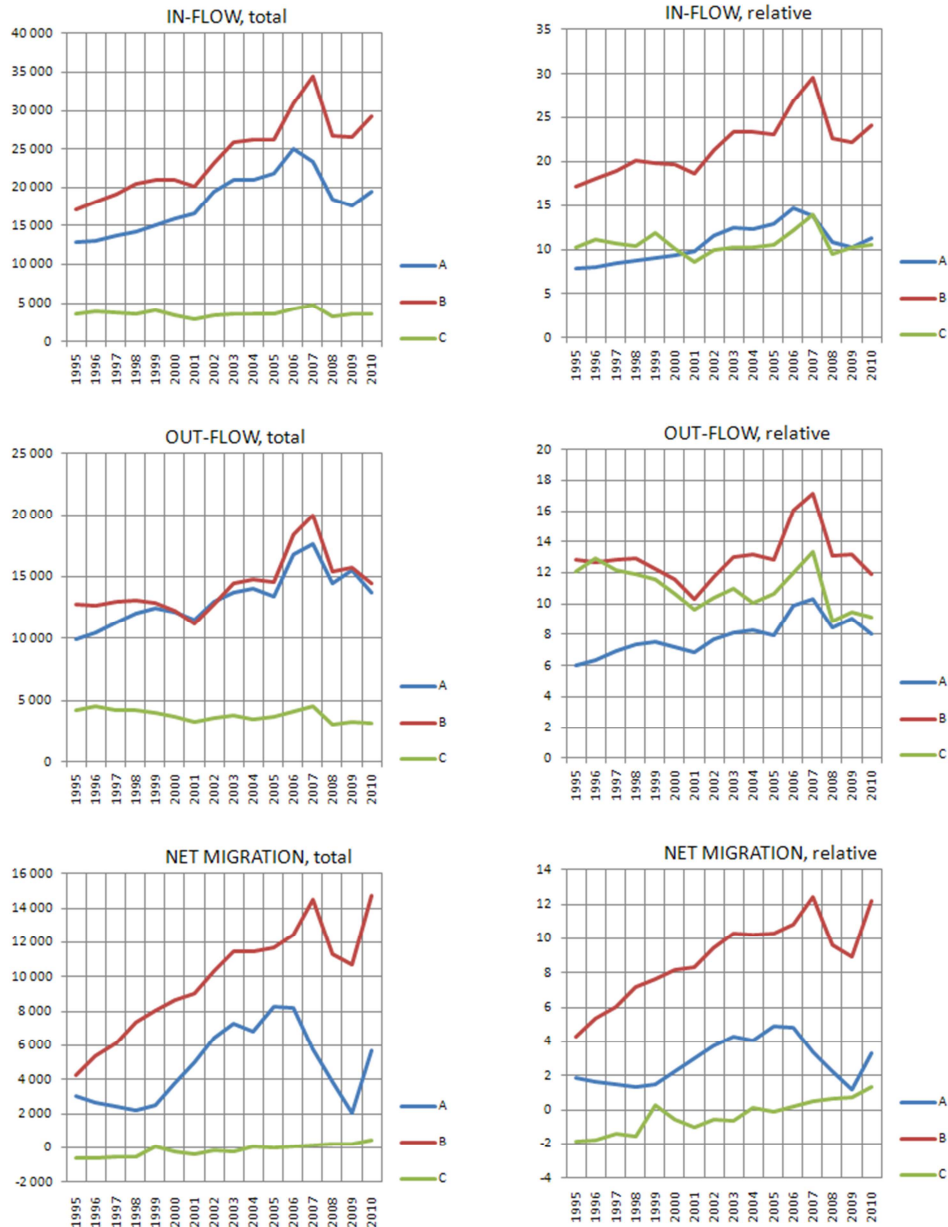 IN-FLOW, total
40 000
35 000
30 000
25 000
20 000
15 000
10 000
5 000
0
1995 1996 1997 1998 1999 2000 2001 2002 2003 2004 2005 2006 2007 2008 2009 2010
A
B
C
IN-FLOW, relative
35
30
25
20
15
10
5
0
1995 1996 1997 1998 1999 2000 2001 2002 2003 2004 2005 2006 2007 2008 2009 2010
A
B
C
OUT-FLOW, total
25 000
20 000
15 000
10 000
5 000
0
1995 1996 1997 1998 1999 2000 2001 2002 2003 2004 2005 2006 2007 2008 2009 2010
A
B
C
OUT-FLOW, relative
20
18
16
14
12
10
8
6
4
2
0
1995 1996 1997 1998 1999 2000 2001 2002 2003 2004 2005 2006 2007 2008 2009 2010
A
B
C
NET MIGRATION, total
16 000
14 000
12 000
10 000
8 000
6 000
4 000
2 000
0
-2 000
1995 1996 1997 1998 1999 2000 2001 2002 2003 2004 2005 2006 2007 2008 2009 2010
A
B
C
NET MIGRATION, relative
14
12
10
8
6
4
2
0
-2
-4
1995 1996 1997 1998 1999 2000 2001 2002 2003 2004 2005 2006 2007 2008 2009 2010
A
B
C